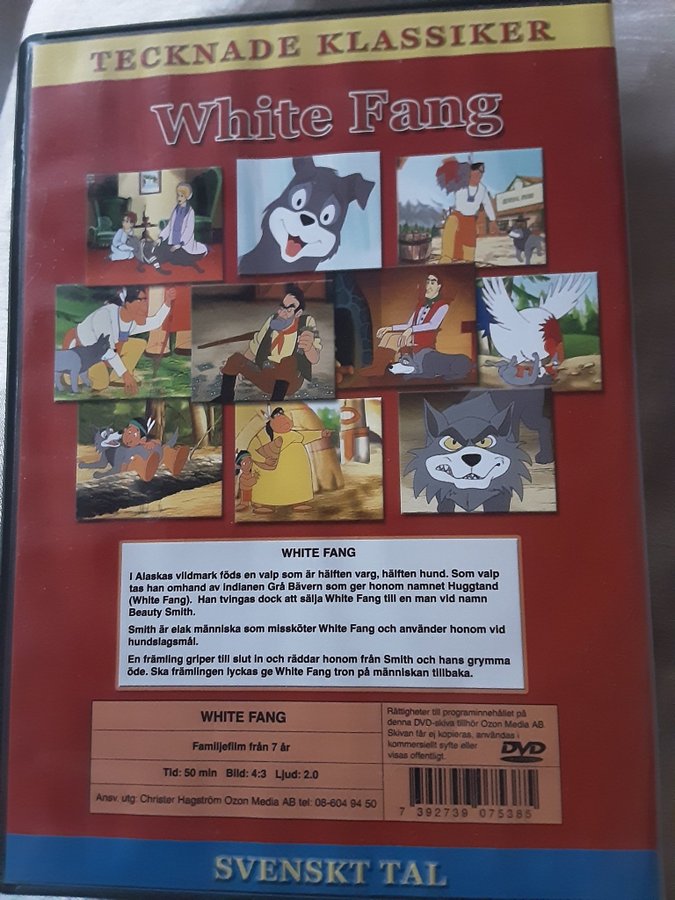 TECKNADE KLASSIKER
White Fang
WHITE FANG
I Alaskas vildmark föds en valp som är hälften varg, hälften hund. Som valp
tas han omhand av indianen Grå Bävern som ger honom namnet Huggtand
(White Fang). Han tvingas dock att sälja White Fang till en man vid namn
Beauty Smith.
Smith är elak människa som missköter White Fang och använder honom vid
hundslagsmål.
En främling griper till slut in och räddar honom från Smith och hans grymma
öde. Ska främlingen lyckas ge White Fang tron på människan tillbaka.
WHITE FANG
Familjefilm från 7 år
Tid: 50 min Bild: 4:3 Ljud: 2.0
Ansv. utg: Christer Hagström Ozon Media AB tel: 08-604 94 50
Rättigheter till programinnehållet på
denna DVD-skiva tillhör Ozon Media AB
Skivan får ej kopieras, användas i
kommersiellt syfte eller
visas offentligt.
DVD
7 392739 075385
SVENSKT TAL